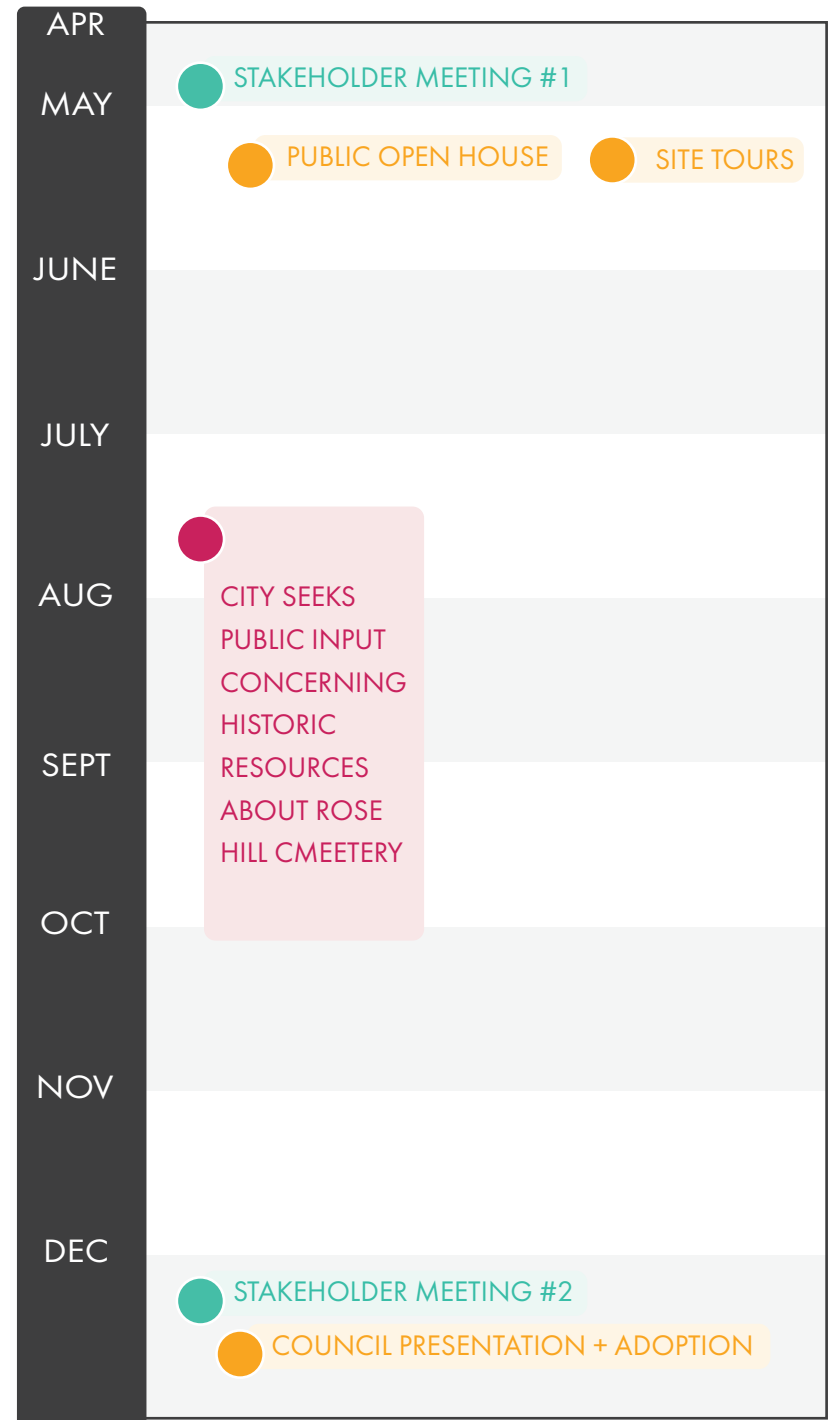 APR
STAKEHOLDER MEETING #1
MAY
PUBLIC OPEN HOUSE
SITE TOURS
JUNE
JULY
AUG
CITY SEEKS
PUBLIC INPUT
CONCERNING
HISTORIC
RESOURCES
ABOUT ROSE
HILL CMEETERY
SEPT
OCT
NOV
DEC
STAKEHOLDER MEETING #2
COUNCIL PRESENTATION + ADOPTION